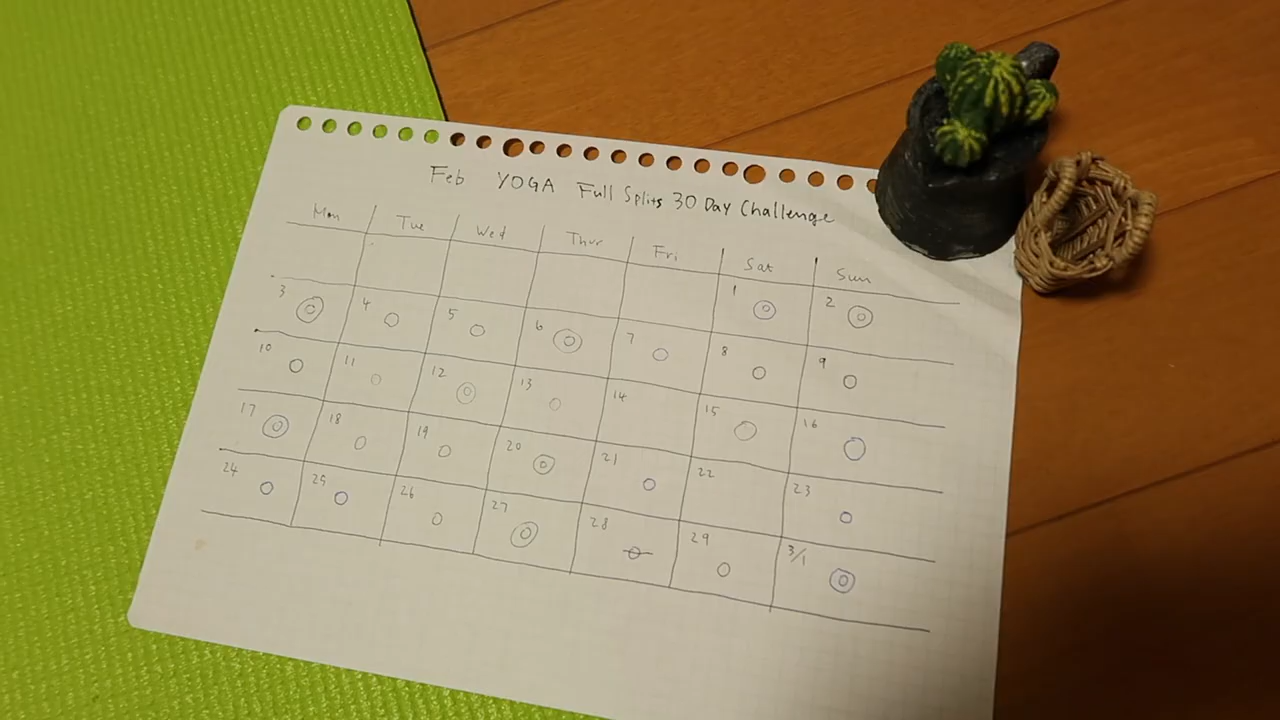 Feb YOGA Full Splits 30 Day Challenge
Mon Tue Wed Thur Fri Sat Sun
1 2
3 4 5 6 7 8 9
10 11 12 13 14 15 16
17 18 19 20 21 22 23
24 25 26 27 28 29 3/1